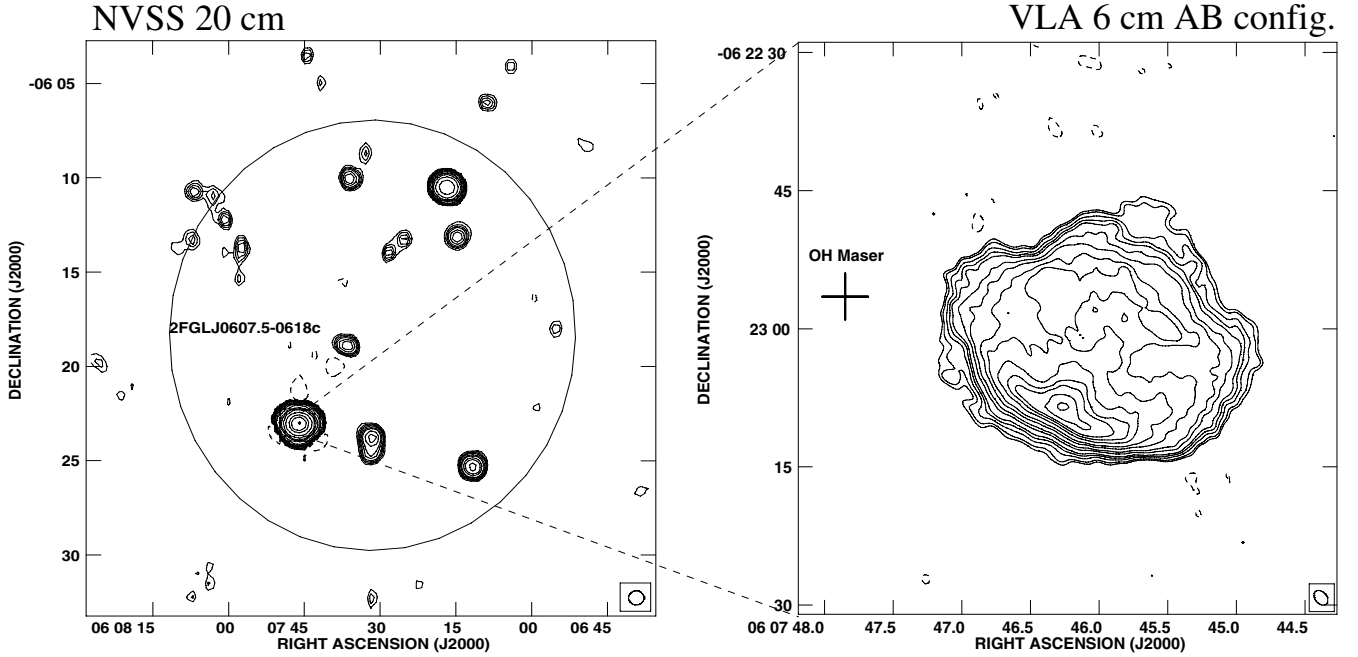 NVSS 20 cm
VLA 6 cm AB config.
DECLINATION (J2000)
-06 05
10
15
20
25
30
2FGLJ0607.5-0618c
06 08 15
00
07 45
30
15
00
06 45
RIGHT ASCENSION (J2000)
DECLINATION (J2000)
-06 22 30
45
23 00
15
30
OH Maser
06 07 48.0
47.5
47.0
46.5
46.0
45.5
45.0
44.5
RIGHT ASCENSION (J2000)